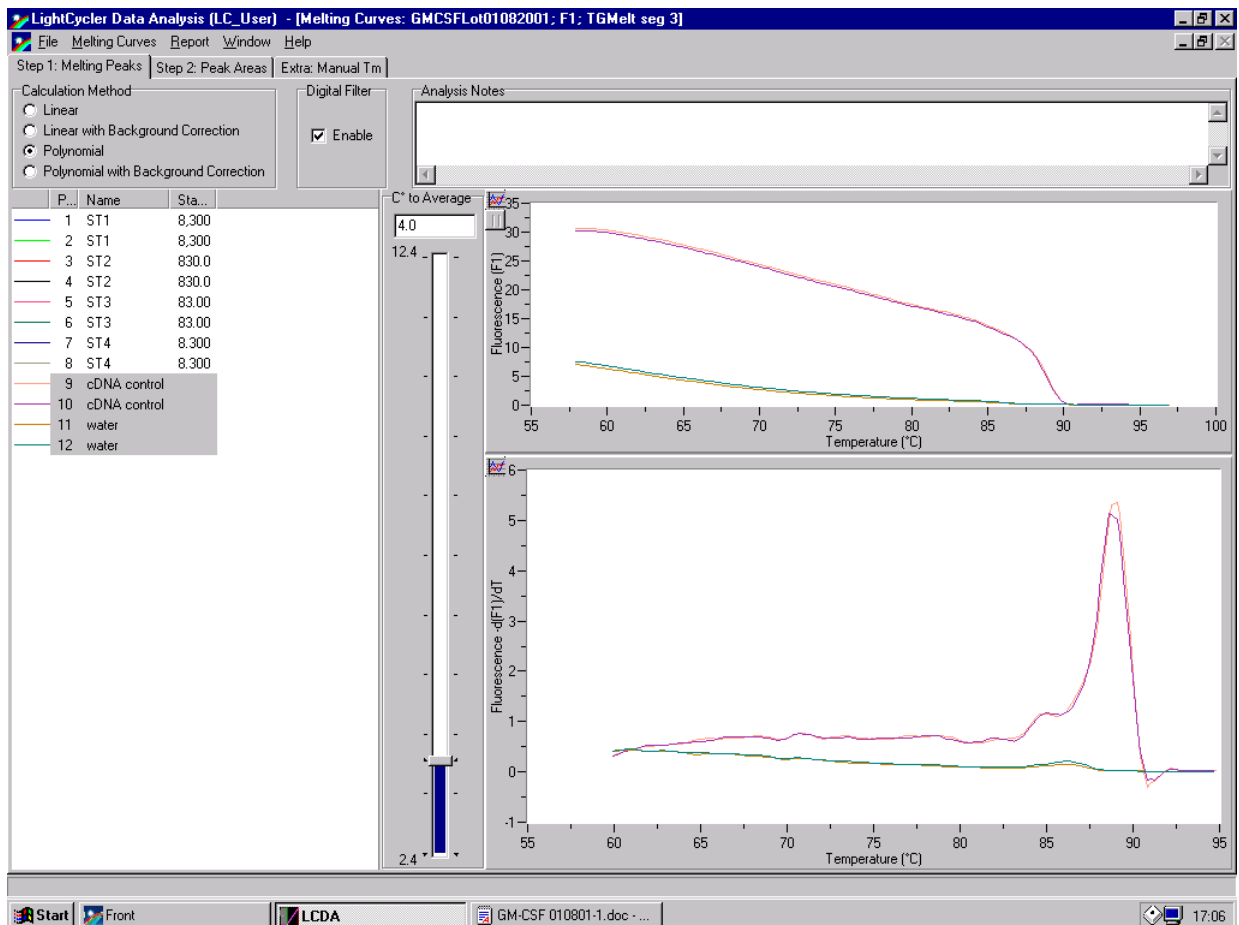 LightCycler Data Analysis (LC_User) - [Melting Curves: GMCSFLot01082001; F1; TGMelt seg 3]
File Melting Curves Report Window Help
Step 1: Melting Peaks Step 2: Peak Areas Extra: Manual Tm
Calculation Method
Linear
Linear with Background Correction
Polynomial
Polynomial with Background Correction
Digital Filter
Enable
Analysis Notes
P... Name Sta...
1 ST1 8,300
2 ST1 8,300
3 ST2 830.0
4 ST2 830.0
5 ST3 83.00
6 ST3 83.00
7 ST4 8.300
8 ST4 8.300
9 cDNA control
10 cDNA control
11 water
12 water
C° to Average
4.0
12.4
2.4
Fluorescence (F1)
35
30
25
20
15
10
5
0
55 60 65 70 75 80 85 90 95 100
Temperature (°C)
Fluorescence -d(F1)/dT
6
5
4
3
2
1
0
-1
55 60 65 70 75 80 85 90 95
Temperature (°C)
Start Front LCDA GM-CSF 010801-1.doc - ... 17:06